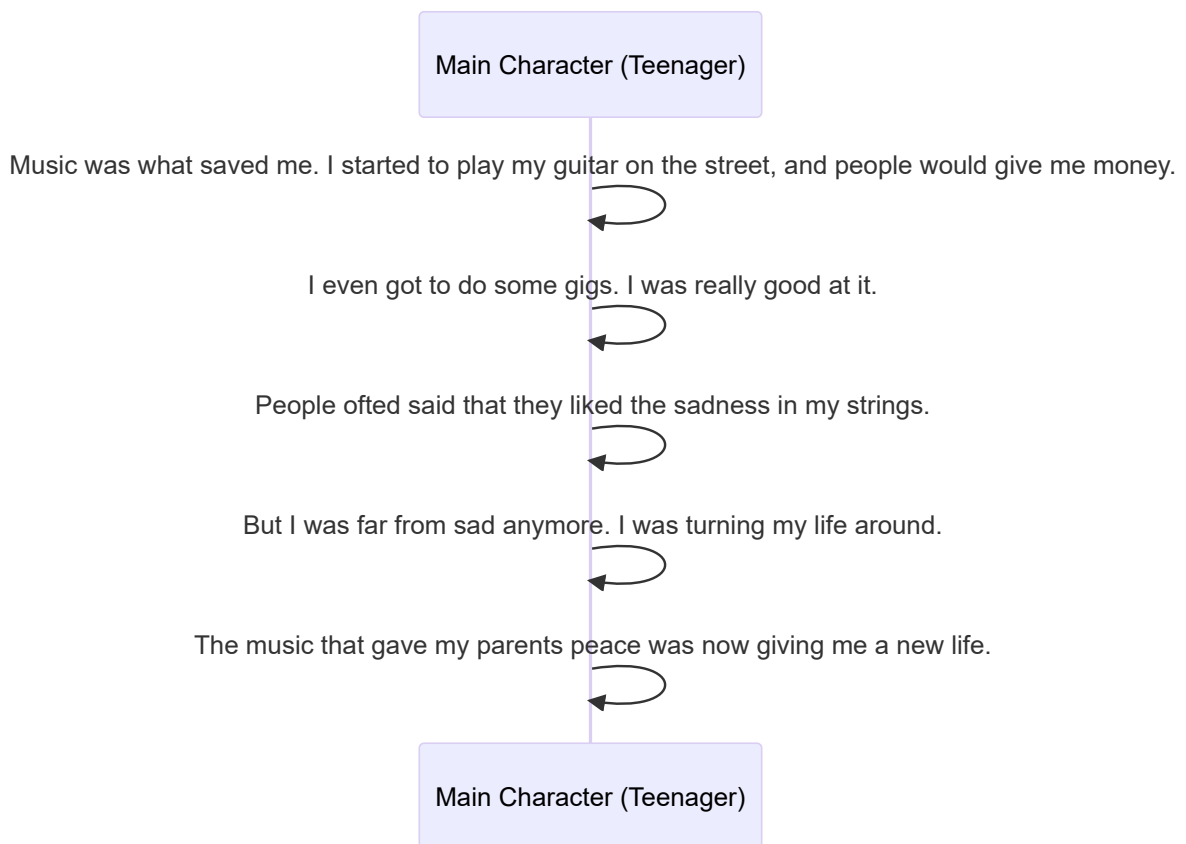 Main Character (Teenager)
Music was what saved me. I started to play my guitar on the street, and people would give me money.
I even got to do some gigs. I was really good at it.
People ofted said that they liked the sadness in my strings.
But I was far from sad anymore. I was turning my life around.
The music that gave my parents peace was now giving me a new life.
Main Character (Teenager)